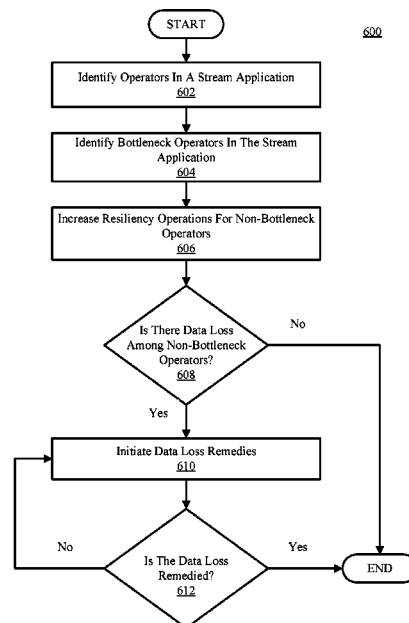 START
600
Identify Operators In A Stream Application
602
Identify Bottleneck Operators In The Stream
Application
604
Increase Resiliency Operations For Non-Bottleneck
Operators
606
Is There Data Loss
Among Non-Bottleneck
Operators?
608
No
Yes
Initiate Data Loss Remedies
610
No
Is The Data Loss
Remedied?
612
Yes
END